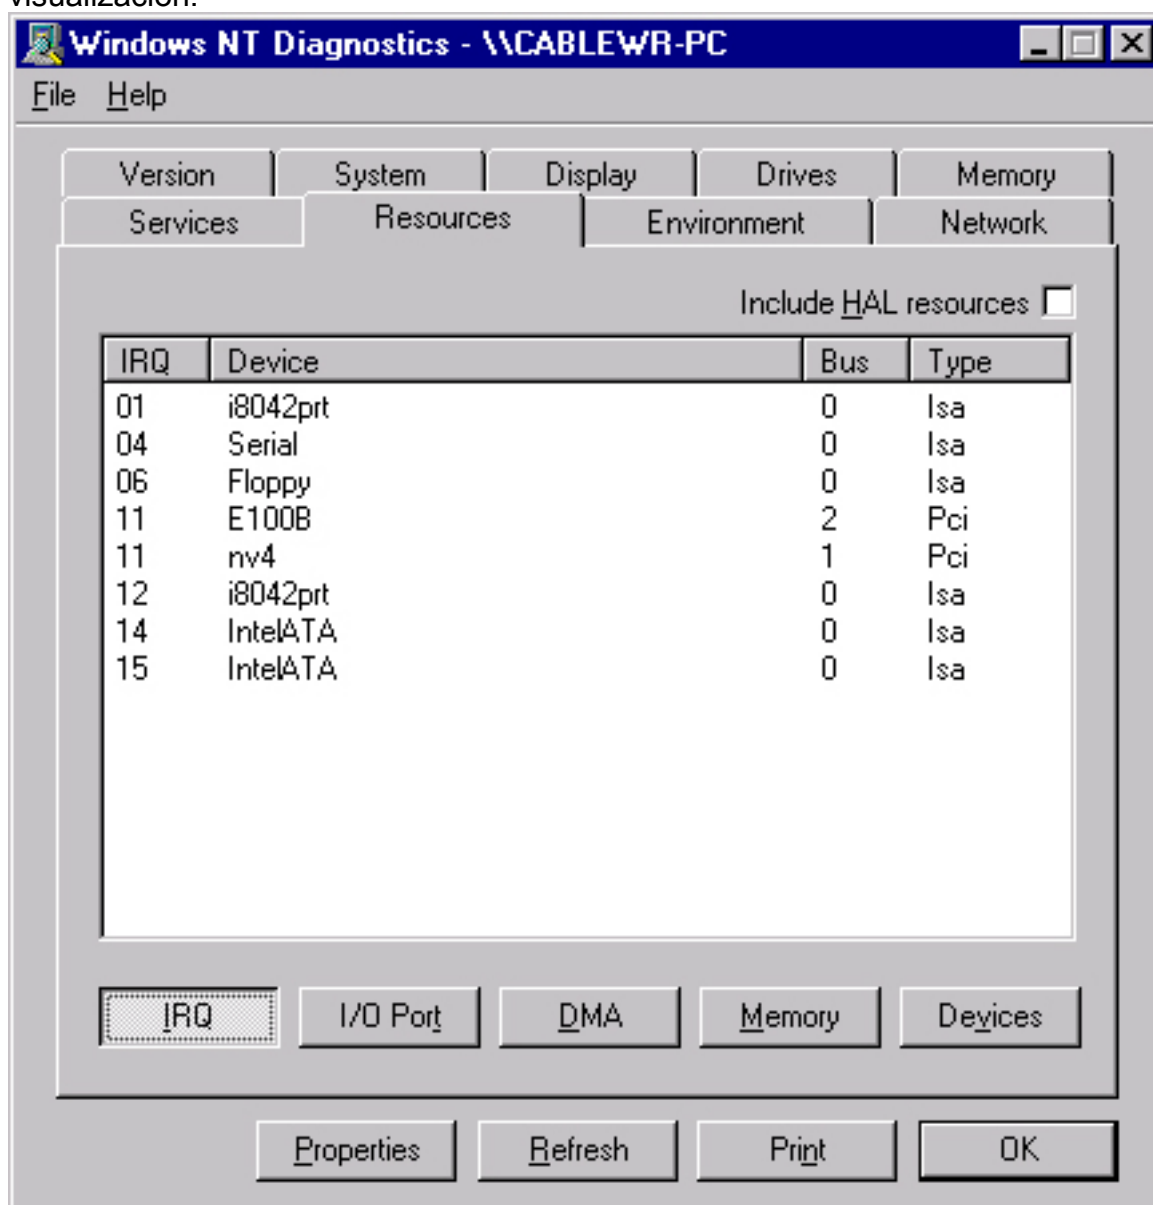 visualización.
Windows NT Diagnostics - \\CABLEWR-PC
File Help
Version System Display Drives Memory
Services Resources Environment Network
Include HAL resources
IRQ Device Bus Type
01 i8042prt 0 Isa
04 Serial 0 Isa
06 Floppy 0 Isa
11 E100B 2 Pci
11 nv4 1 Pci
12 i8042prt 0 Isa
14 IntelATA 0 Isa
15 IntelATA 0 Isa
IRQ I/O Port DMA Memory Devices
Properties Refresh Print OK